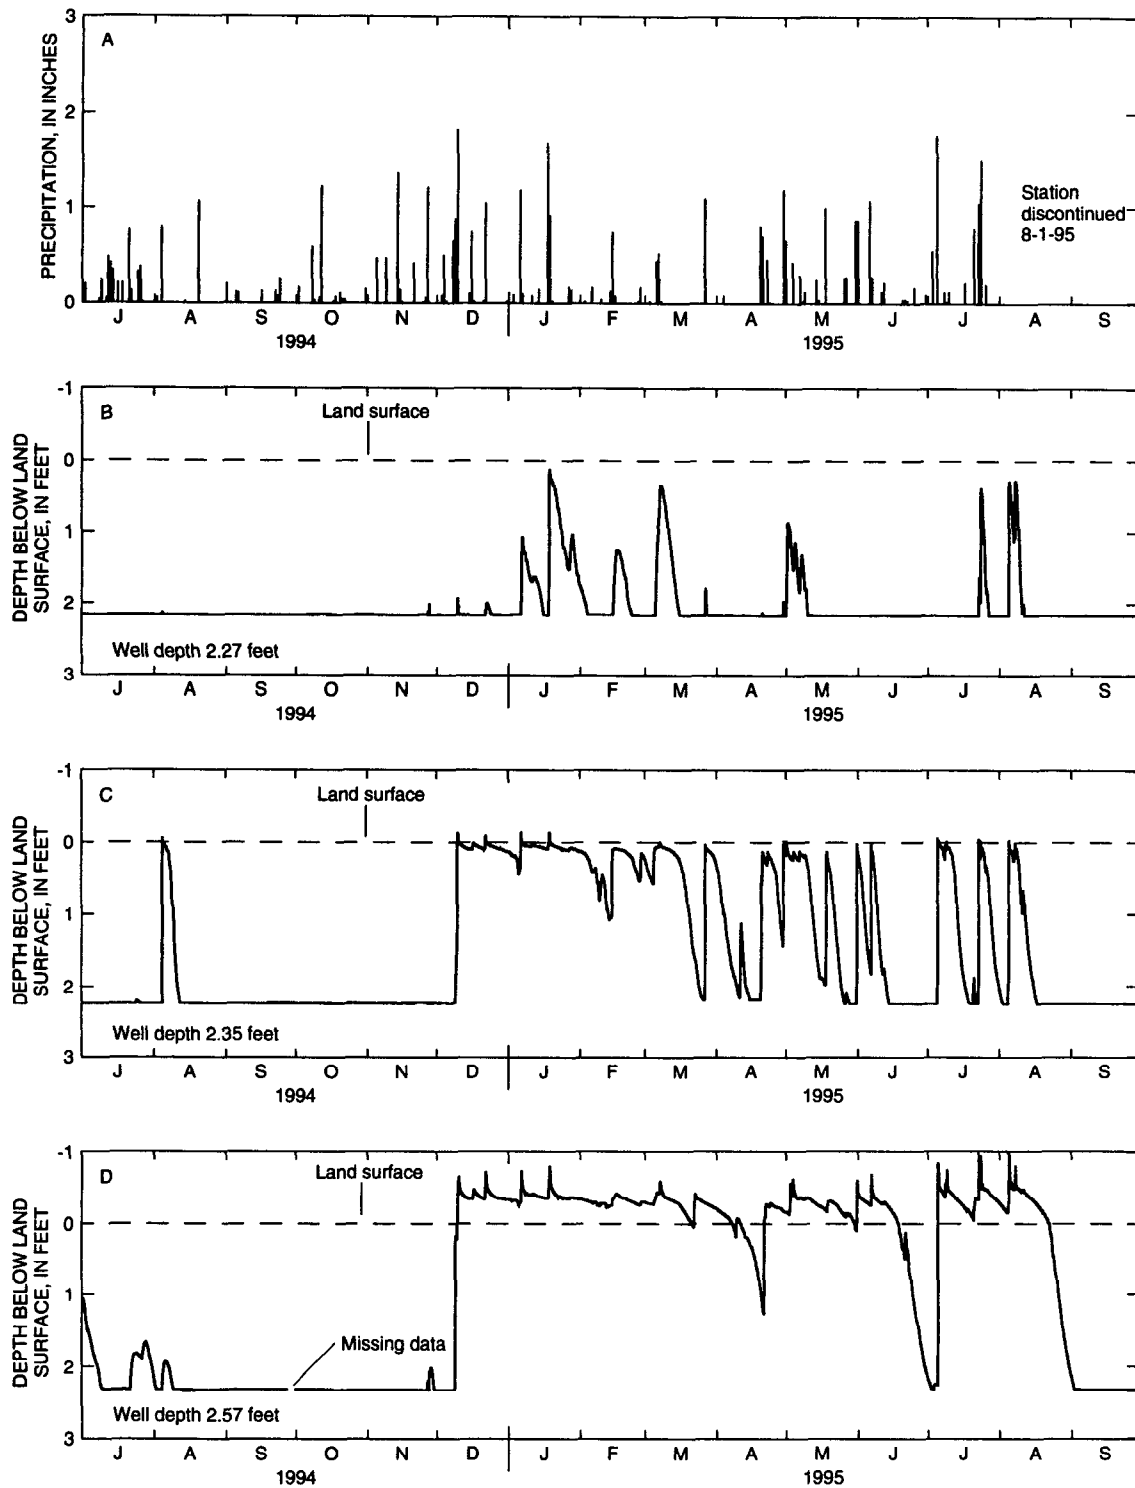 A
PRECIPITATION, IN INCHES
3
2
1
0
Station
discontinued
8-1-95
J A S O N D J F M A M J J A S
1994 1995
B
DEPTH BELOW LAND
SURFACE, IN FEET
-1
0
1
2
3
Land surface
Well depth 2.27 feet
J A S O N D J F M A M J J A S
1994 1995
C
DEPTH BELOW LAND
SURFACE, IN FEET
-1
0
1
2
3
Land surface
Well depth 2.35 feet
J A S O N D J F M A M J J A S
1994 1995
D
DEPTH BELOW LAND
SURFACE, IN FEET
-1
0
1
2
3
Land surface
Missing data
Well depth 2.57 feet
J A S O N D J F M A M J J A S
1994 1995